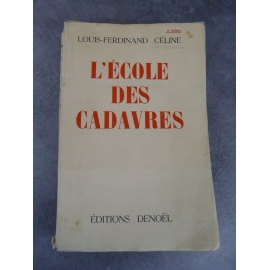 LOUIS-FERDINAND CÉLINE
L'ÉCOLE
DES
CADAVRES
ÉDITIONS DENOËL